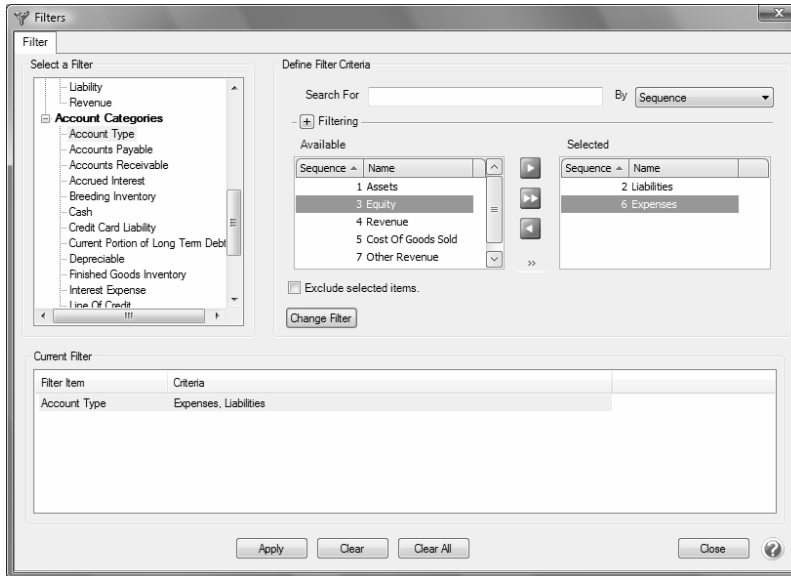 Filters
Filter
Select a Filter
Liability
Revenue
Account Categories
Account Type
Accounts Payable
Accounts Receivable
Accrued Interest
Breeding Inventory
Cash
Credit Card Liability
Current Portion of Long Term Debt
Depreciable
Finished Goods Inventory
Interest Expense
Line Of Credit
Define Filter Criteria
Search For By Sequence
Filtering
Available
Sequence Name
1 Assets
3 Equity
4 Revenue
5 Cost Of Goods Sold
7 Other Revenue
Selected
Sequence Name
2 Liabilities
6 Expenses
Exclude selected items.
Change Filter
Current Filter
Filter Item Criteria
Account Type Expenses, Liabilities
Apply Clear Clear All Close